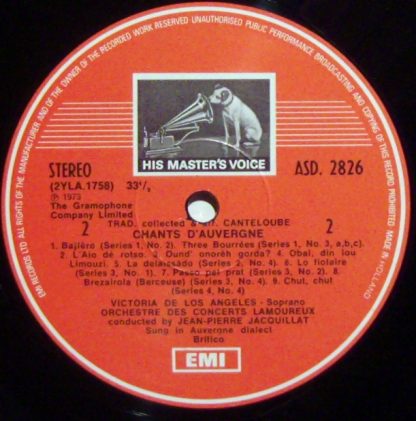 HIS MASTER'S VOICE
STEREO
(2YLA.1758) 33⅓
ASD. 2826
℗ 1973
The Gramophone
Company Limited
2
2
TRAD. collected & arr. CANTELOUBE
CHANTS D'AUVERGNE
1. Baïlèro (Series 1, No. 2). Three Bourrées (Series 1, No. 3, a,b,c).
2. L'Aïo dè rotso. 3. Ound' onorèn gorda? 4. Obal, din lou
Limouzi. 5. La delaïssádo (Series 2, No. 4). 6. Lo fiolairé
(Series 3, No. 1). 7. Passo pel prat (Series 3, No. 2). 8.
Brezairola (Berceuse) (Series 3, No. 4). 9. Chut, chut
(Series 4, No. 4)
VICTORIA DE LOS ANGELES - Soprano
ORCHESTRE DES CONCERTS LAMOUREUX
conducted by JEAN-PIERRE JACQUILLAT
Sung in Auvergne dialect
Britico
EMI
EMI RECORDS LTD ALL RIGHTS OF THE MANUFACTURER AND OF THE OWNER OF THE RECORDED WORK RESERVED UNAUTHORISED PUBLIC PERFORMANCE BROADCASTING AND COPYING OF THIS RECORD PROHIBITED MADE IN HOLLAND